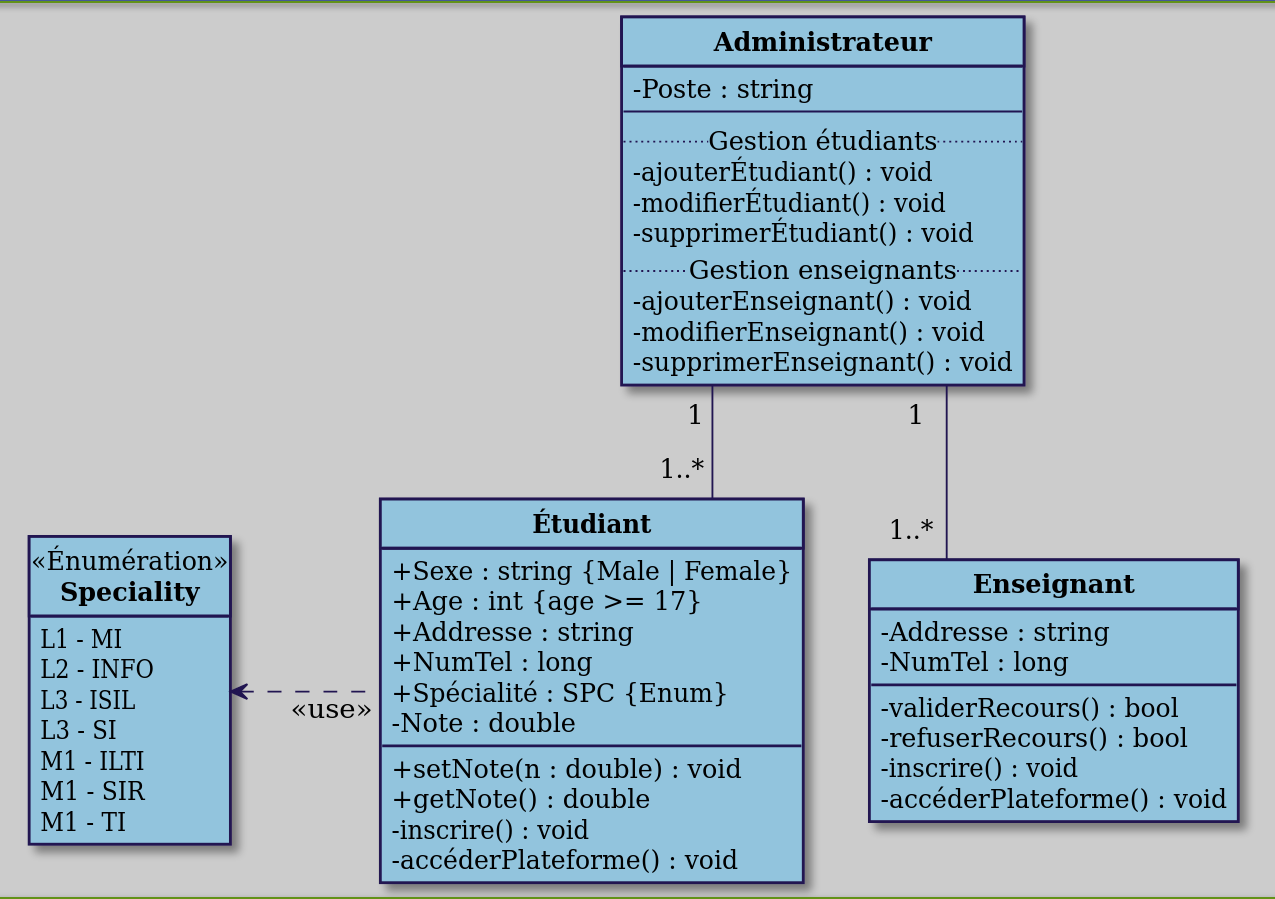 Administrateur
-Poste : string
Gestion étudiants
-ajouterÉtudiant() : void
-modifierÉtudiant() : void
-supprimerÉtudiant() : void
Gestion enseignants
-ajouterEnseignant() : void
-modifierEnseignant() : void
-supprimerEnseignant() : void
1
1
1..*
1..*
«Énumération»
Speciality
L1 - MI
L2 - INFO
L3 - ISIL
L3 - SI
M1 - ILTI
M1 - SIR
M1 - TI
«use»
Étudiant
+Sexe : string {Male | Female}
+Age : int {age >= 17}
+Addresse : string
+NumTel : long
+Spécialité : SPC {Enum}
-Note : double
+setNote(n : double) : void
+getNote() : double
-inscrire() : void
-accéderPlateforme() : void
Enseignant
-Addresse : string
-NumTel : long
-validerRecours() : bool
-refuserRecours() : bool
-inscrire() : void
-accéderPlateforme() : void